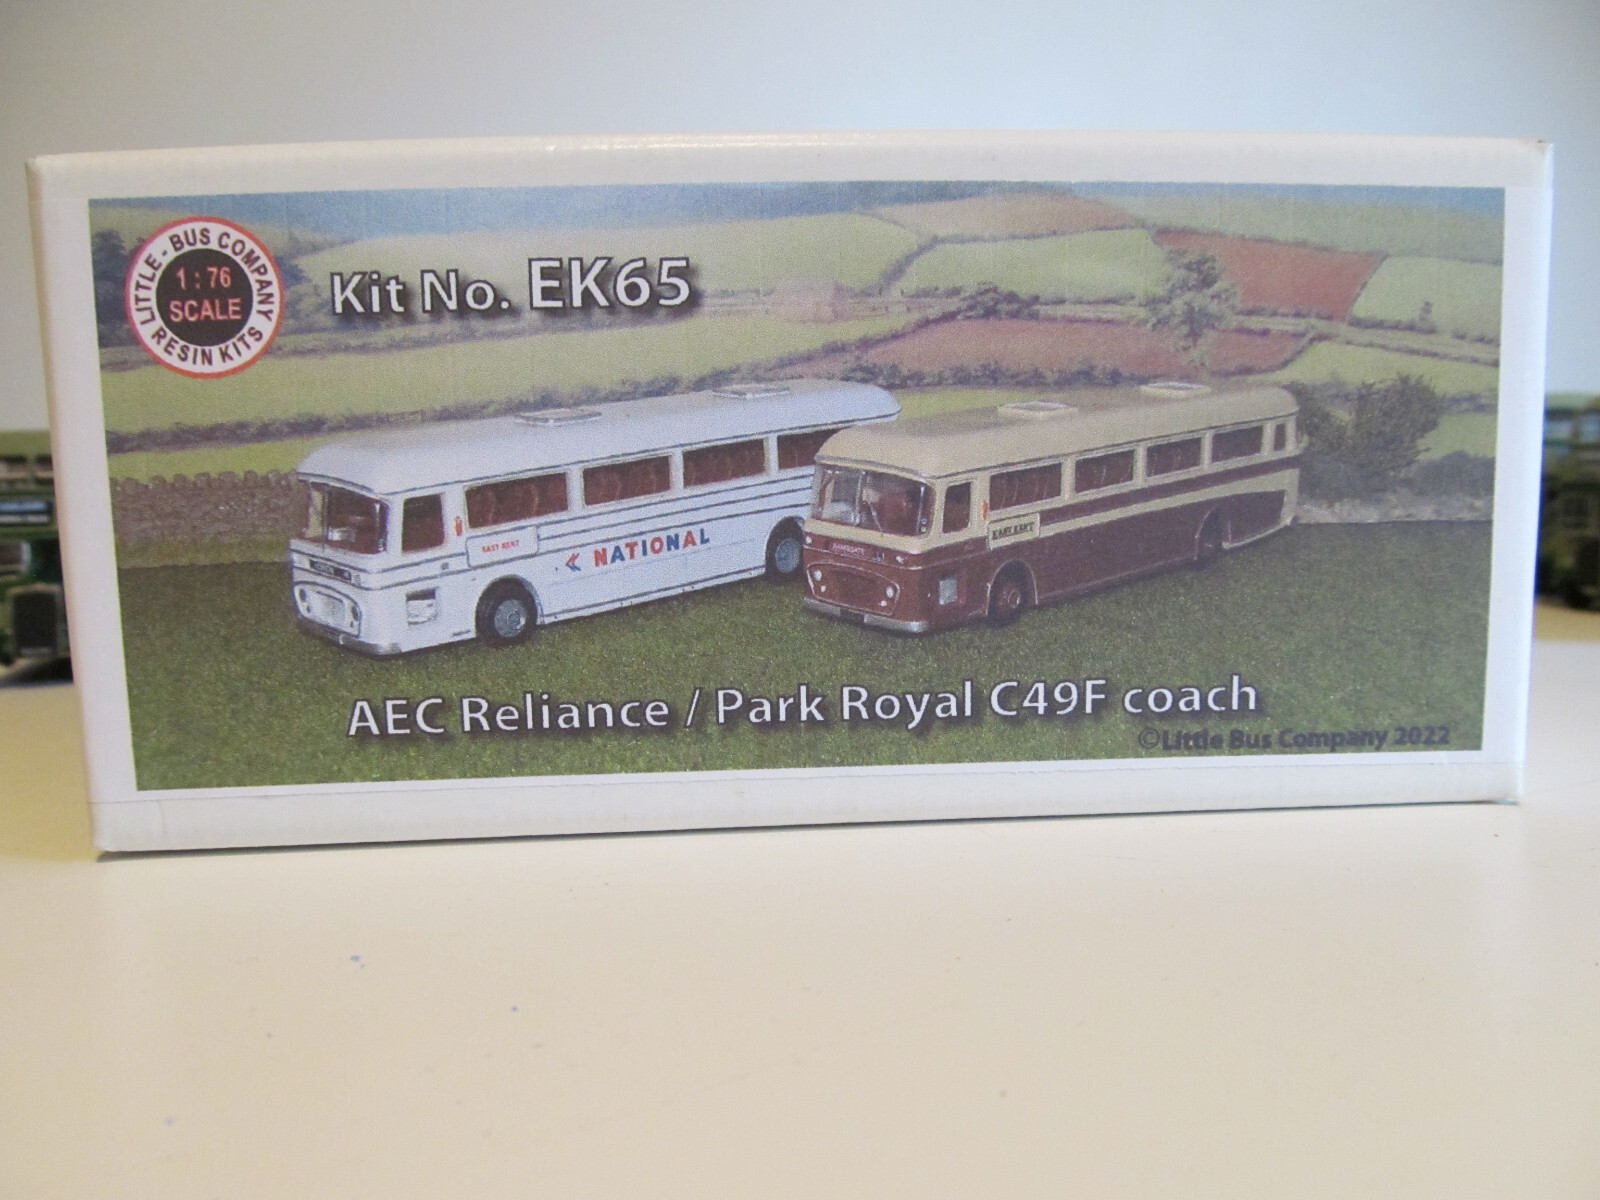 LITTLE - BUS COMPANY
1 : 76
SCALE
RESIN KITS
Kit No. EK65
EAST KENT
NATIONAL
EAST KENT
RAMSGATE
AEC Reliance / Park Royal C49F coach
©Little Bus Company 2022